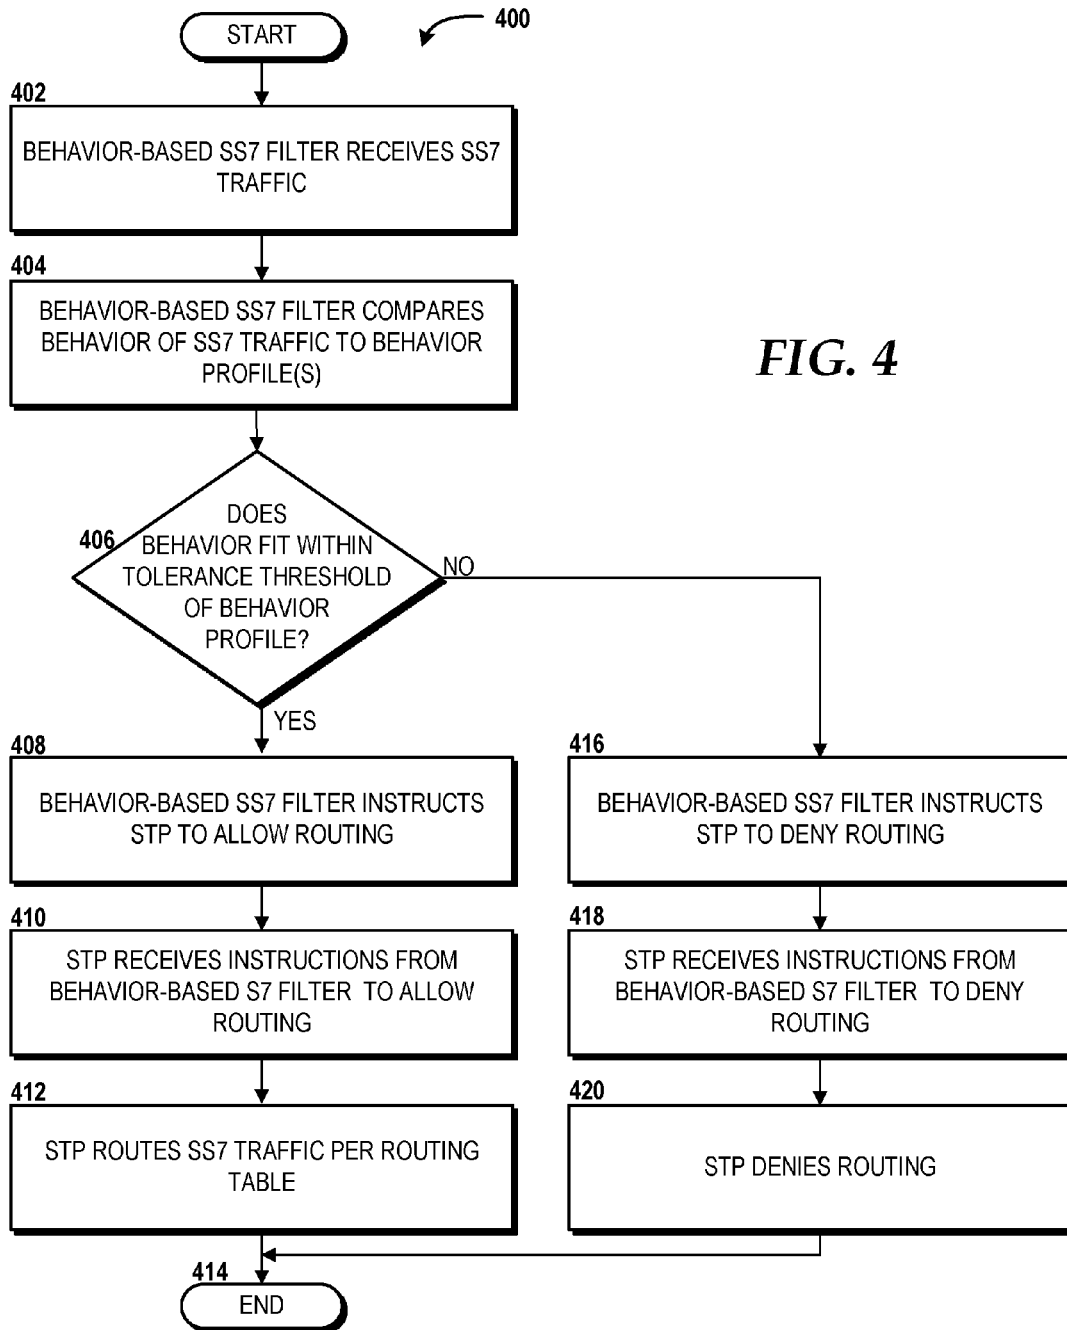 START
400
402
BEHAVIOR-BASED SS7 FILTER RECEIVES SS7
TRAFFIC
404
BEHAVIOR-BASED SS7 FILTER COMPARES
BEHAVIOR OF SS7 TRAFFIC TO BEHAVIOR
PROFILE(S)
FIG. 4
406
DOES
BEHAVIOR FIT WITHIN
TOLERANCE THRESHOLD
OF BEHAVIOR
PROFILE?
NO
YES
408
BEHAVIOR-BASED SS7 FILTER INSTRUCTS
STP TO ALLOW ROUTING
416
BEHAVIOR-BASED SS7 FILTER INSTRUCTS
STP TO DENY ROUTING
410
STP RECEIVES INSTRUCTIONS FROM
BEHAVIOR-BASED S7 FILTER TO ALLOW
ROUTING
418
STP RECEIVES INSTRUCTIONS FROM
BEHAVIOR-BASED S7 FILTER TO DENY
ROUTING
412
STP ROUTES SS7 TRAFFIC PER ROUTING
TABLE
420
STP DENIES ROUTING
414
END